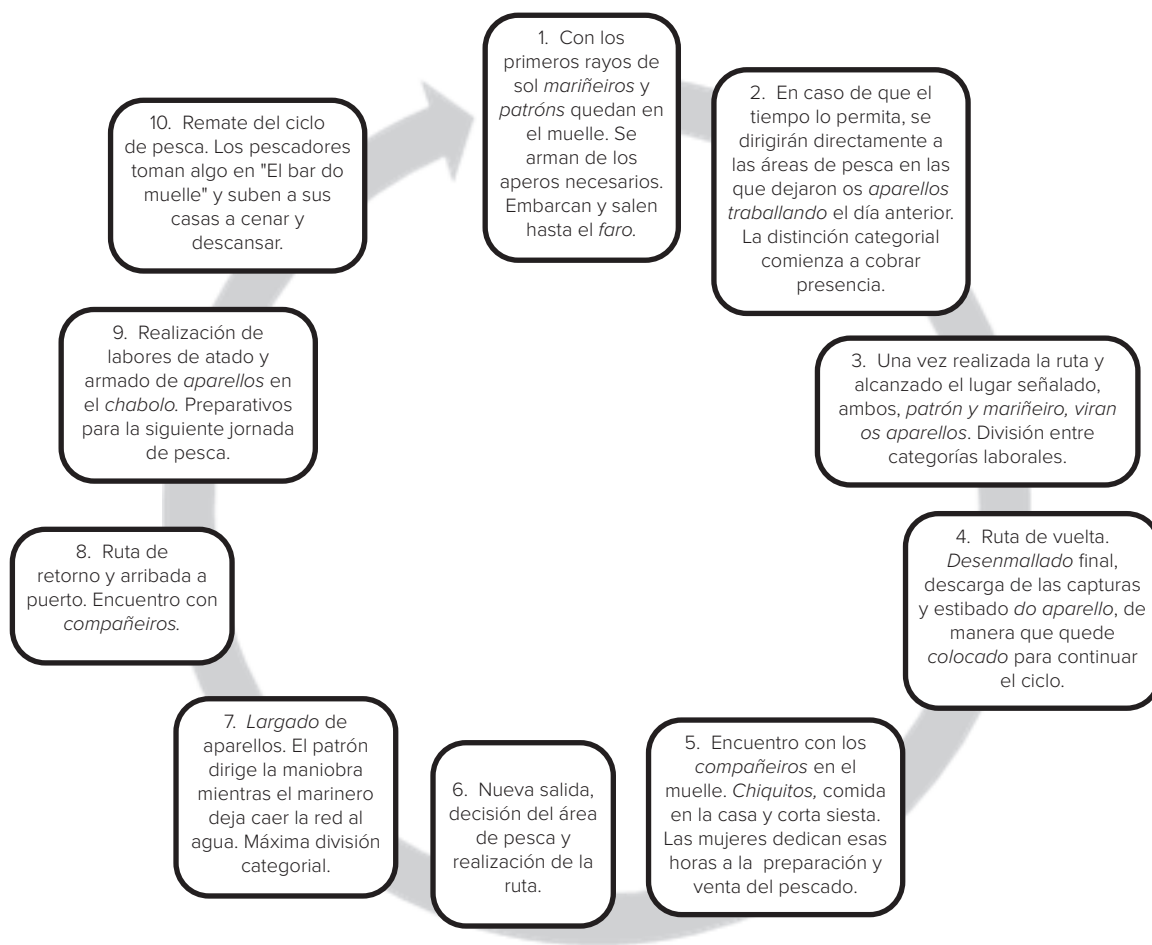 1. Con los
primeros rayos de
sol mariñeiros y
patróns quedan en
el muelle. Se
arman de los
aperos necesarios.
Embarcan y salen
hasta el faro.
2. En caso de que el
tiempo lo permita, se
dirigirán directamente a
las áreas de pesca en las
que dejaron os aparellos
traballando el día anterior.
La distinción categorial
comienza a cobrar
presencia.
3. Una vez realizada la ruta y
alcanzado el lugar señalado,
ambos, patrón y mariñeiro, viran
os aparellos. División entre
categorías laborales.
4. Ruta de vuelta.
Desenmallado final,
descarga de las capturas
y estibado do aparello, de
manera que quede
colocado para continuar
el ciclo.
5. Encuentro con los
compañeiros en el
muelle. Chiquitos, comida
en la casa y corta siesta.
Las mujeres dedican esas
horas a la preparación y
venta del pescado.
6. Nueva salida,
decisión del área
de pesca y
realización de la
ruta.
7. Largado de
aparellos. El patrón
dirige la maniobra
mientras el marinero
deja caer la red al
agua. Máxima división
categorial.
8. Ruta de
retorno y arribada a
puerto. Encuentro con
compañeiros.
9. Realización de
labores de atado y
armado de aparellos en
el chabolo. Preparativos
para la siguiente jornada
de pesca.
10. Remate del ciclo
de pesca. Los pescadores
toman algo en "El bar do
muelle" y suben a sus
casas a cenar y
descansar.